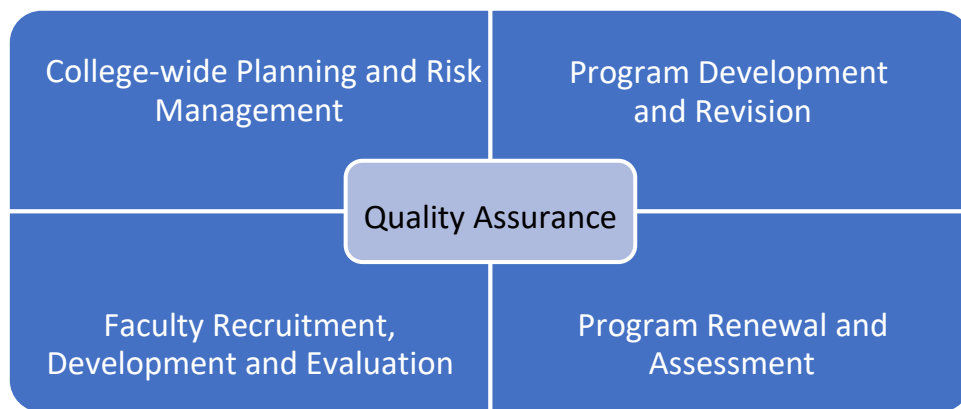 College-wide Planning and Risk
Management
Program Development
and Revision
Quality Assurance
Faculty Recruitment,
Development and Evaluation
Program Renewal and
Assessment